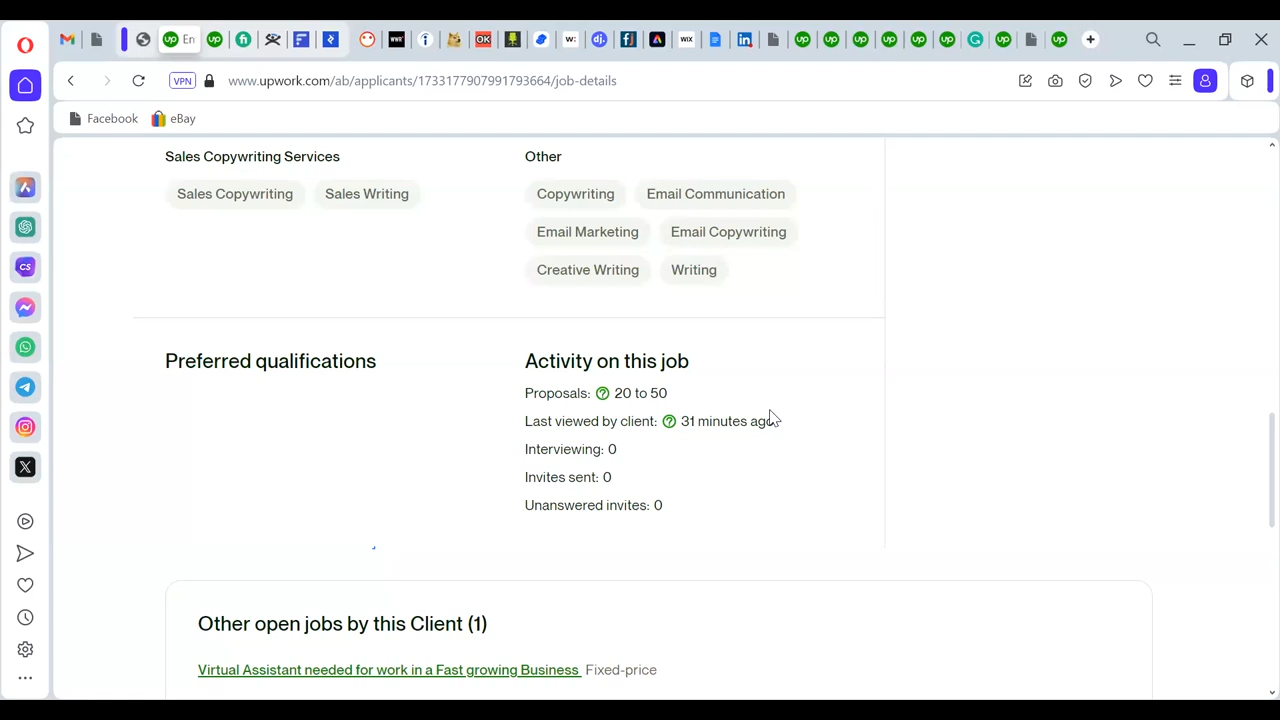 En
www.upwork.com/ab/applicants/1733177907991793664/job-details
VPN
Facebook
eBay
Sales Copywriting Services
Other
Sales Copywriting
Sales Writing
Copywriting
Email Communication
Email Marketing
Email Copywriting
Creative Writing
Writing
Preferred qualifications
Activity on this job
Proposals: 20 to 50
Last viewed by client: 31 minutes ago
Interviewing: 0
Invites sent: 0
Unanswered invites: 0
Other open jobs by this Client (1)
Virtual Assistant needed for work in a Fast growing Business Fixed-price